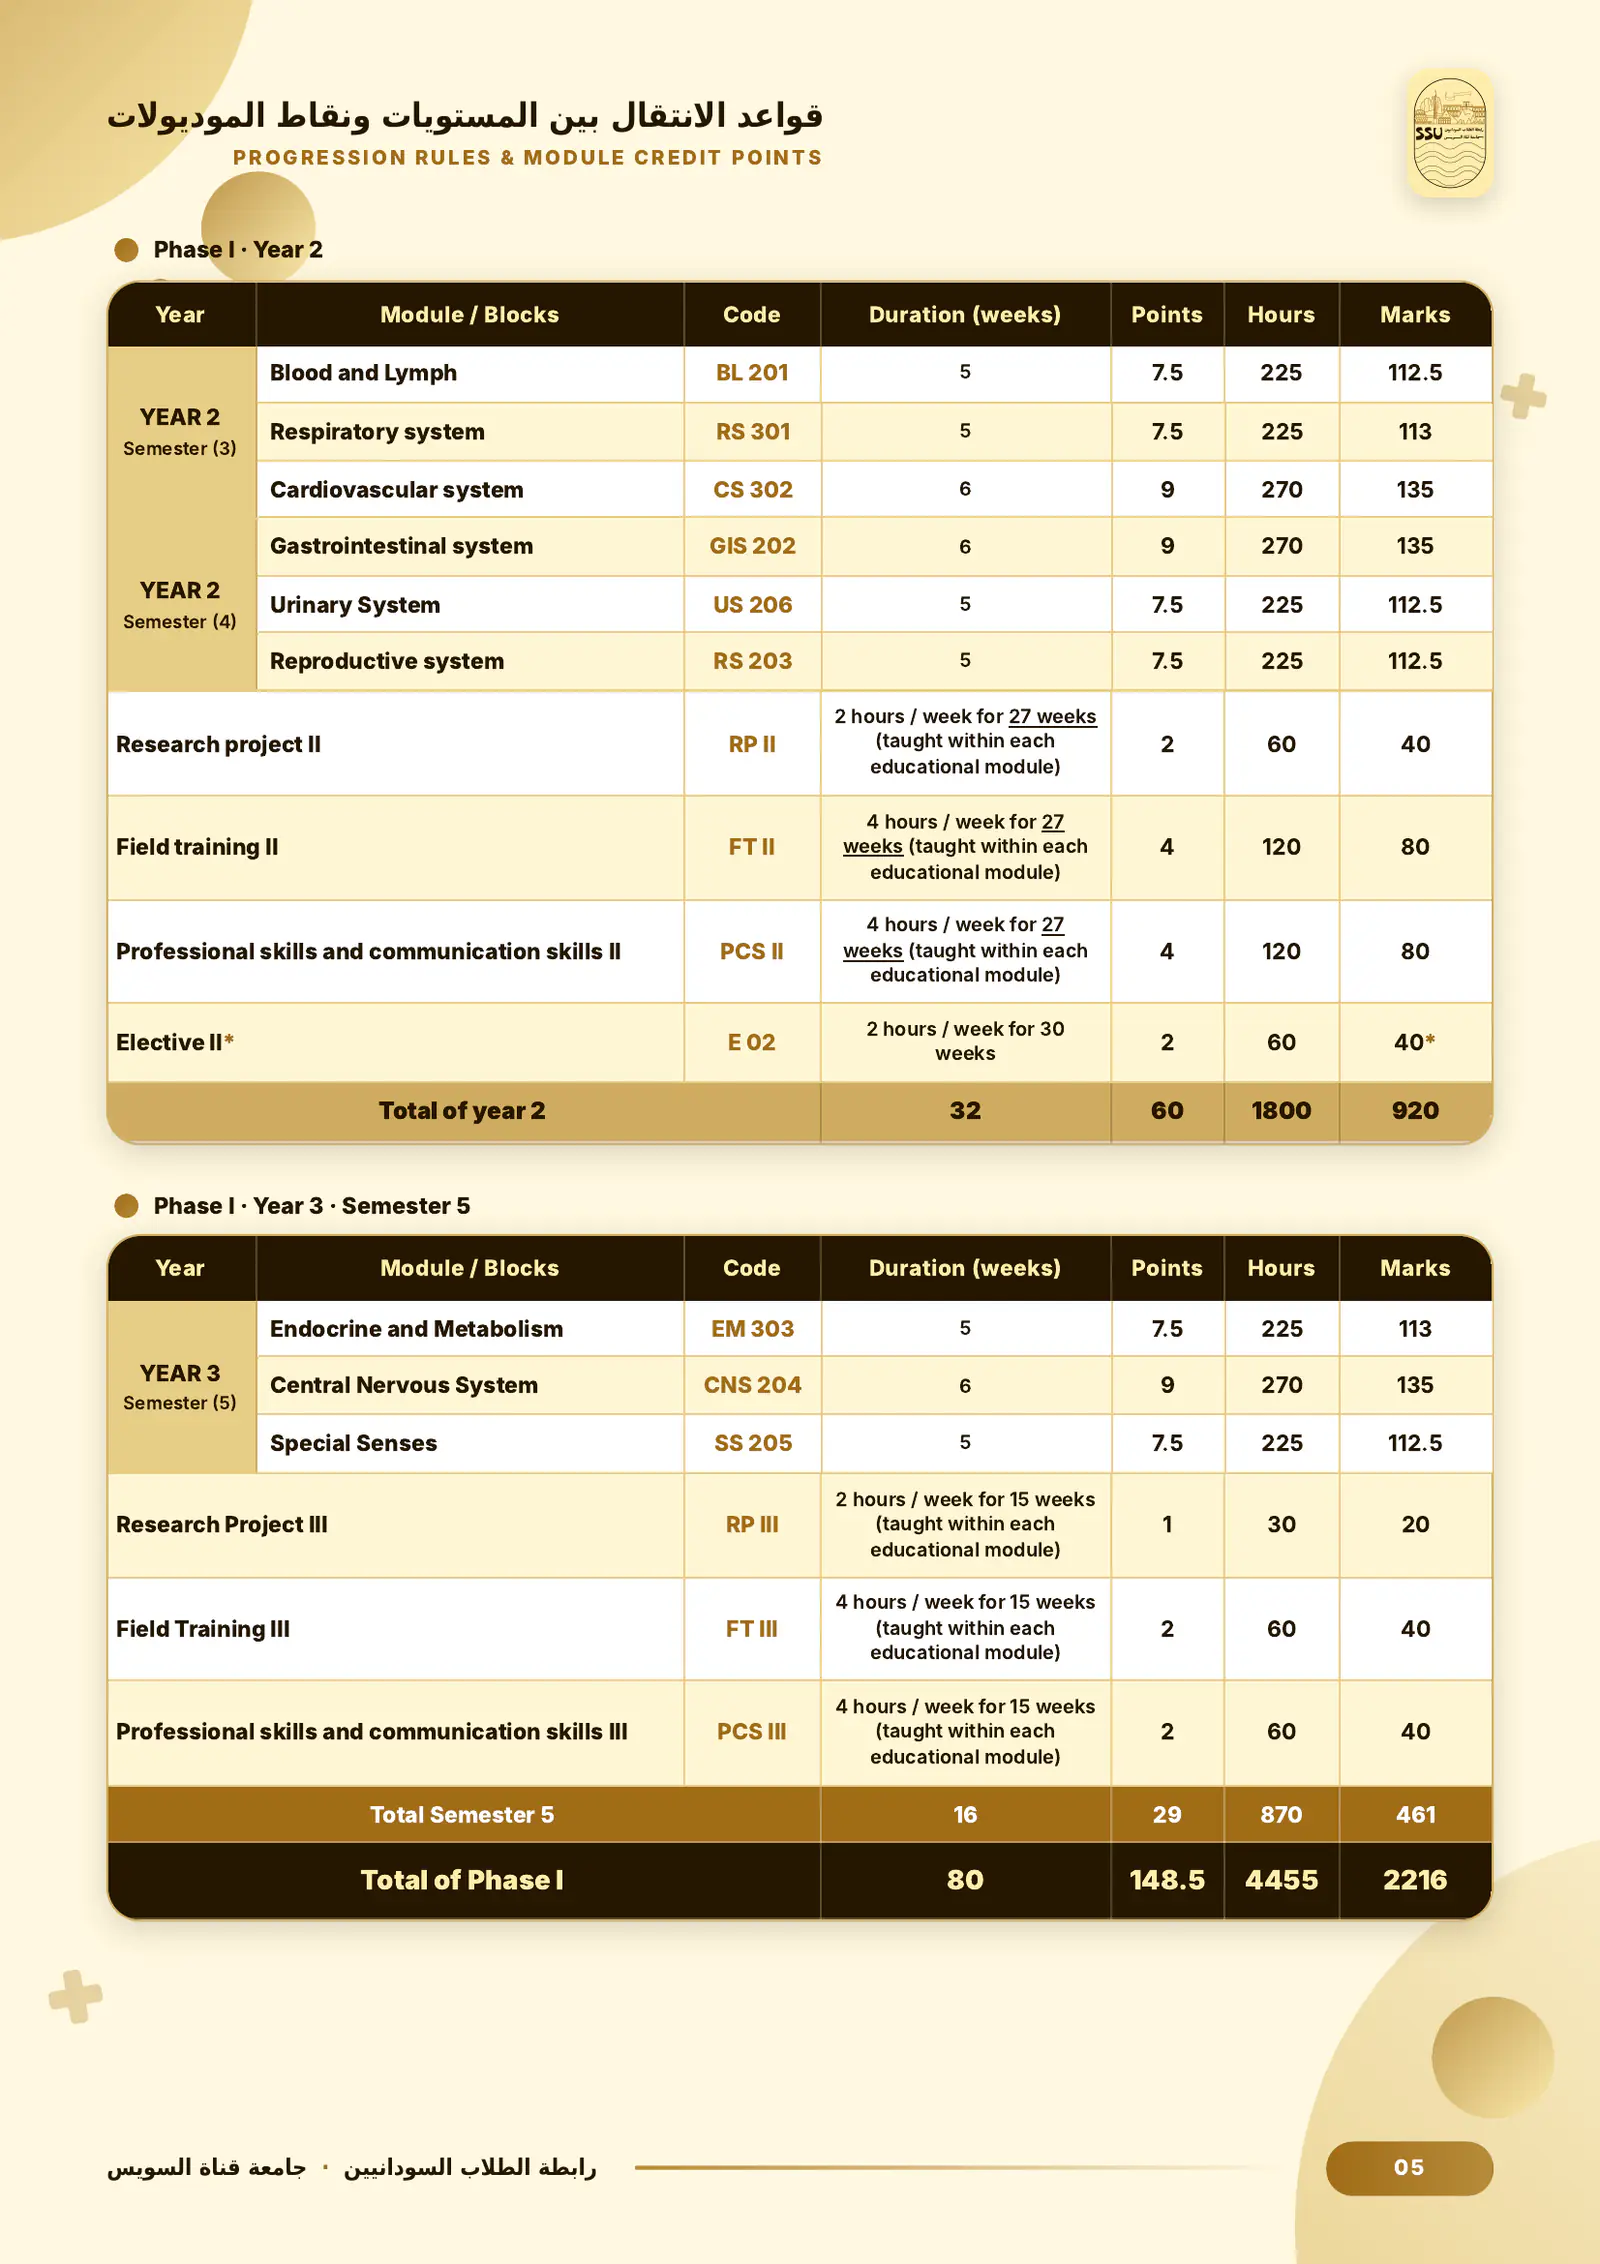 قواعد الانتقال بين المستويات ونقاط الموديولات
PROGRESSION RULES & MODULE CREDIT POINTS
SSU رابطة الطلاب السودانيين
جامعة قناة السويس
Phase I · Year 2
Year Module / Blocks Code Duration (weeks) Points Hours Marks
YEAR 2
Semester (3)
Blood and Lymph BL 201 5 7.5 225 112.5
Respiratory system RS 301 5 7.5 225 113
Cardiovascular system CS 302 6 9 270 135
YEAR 2
Semester (4)
Gastrointestinal system GIS 202 6 9 270 135
Urinary System US 206 5 7.5 225 112.5
Reproductive system RS 203 5 7.5 225 112.5
Research project II RP II 2 hours / week for 27 weeks
(taught within each
educational module) 2 60 40
Field training II FT II 4 hours / week for 27
weeks (taught within each
educational module) 4 120 80
Professional skills and communication skills II PCS II 4 hours / week for 27
weeks (taught within each
educational module) 4 120 80
Elective II* E 02 2 hours / week for 30
weeks 2 60 40*
Total of year 2 32 60 1800 920
Phase I · Year 3 · Semester 5
Year Module / Blocks Code Duration (weeks) Points Hours Marks
YEAR 3
Semester (5)
Endocrine and Metabolism EM 303 5 7.5 225 113
Central Nervous System CNS 204 6 9 270 135
Special Senses SS 205 5 7.5 225 112.5
Research Project III RP III 2 hours / week for 15 weeks
(taught within each
educational module) 1 30 20
Field Training III FT III 4 hours / week for 15 weeks
(taught within each
educational module) 2 60 40
Professional skills and communication skills III PCS III 4 hours / week for 15 weeks
(taught within each
educational module) 2 60 40
Total Semester 5 16 29 870 461
Total of Phase I 80 148.5 4455 2216
رابطة الطلاب السودانيين · جامعة قناة السويس
05